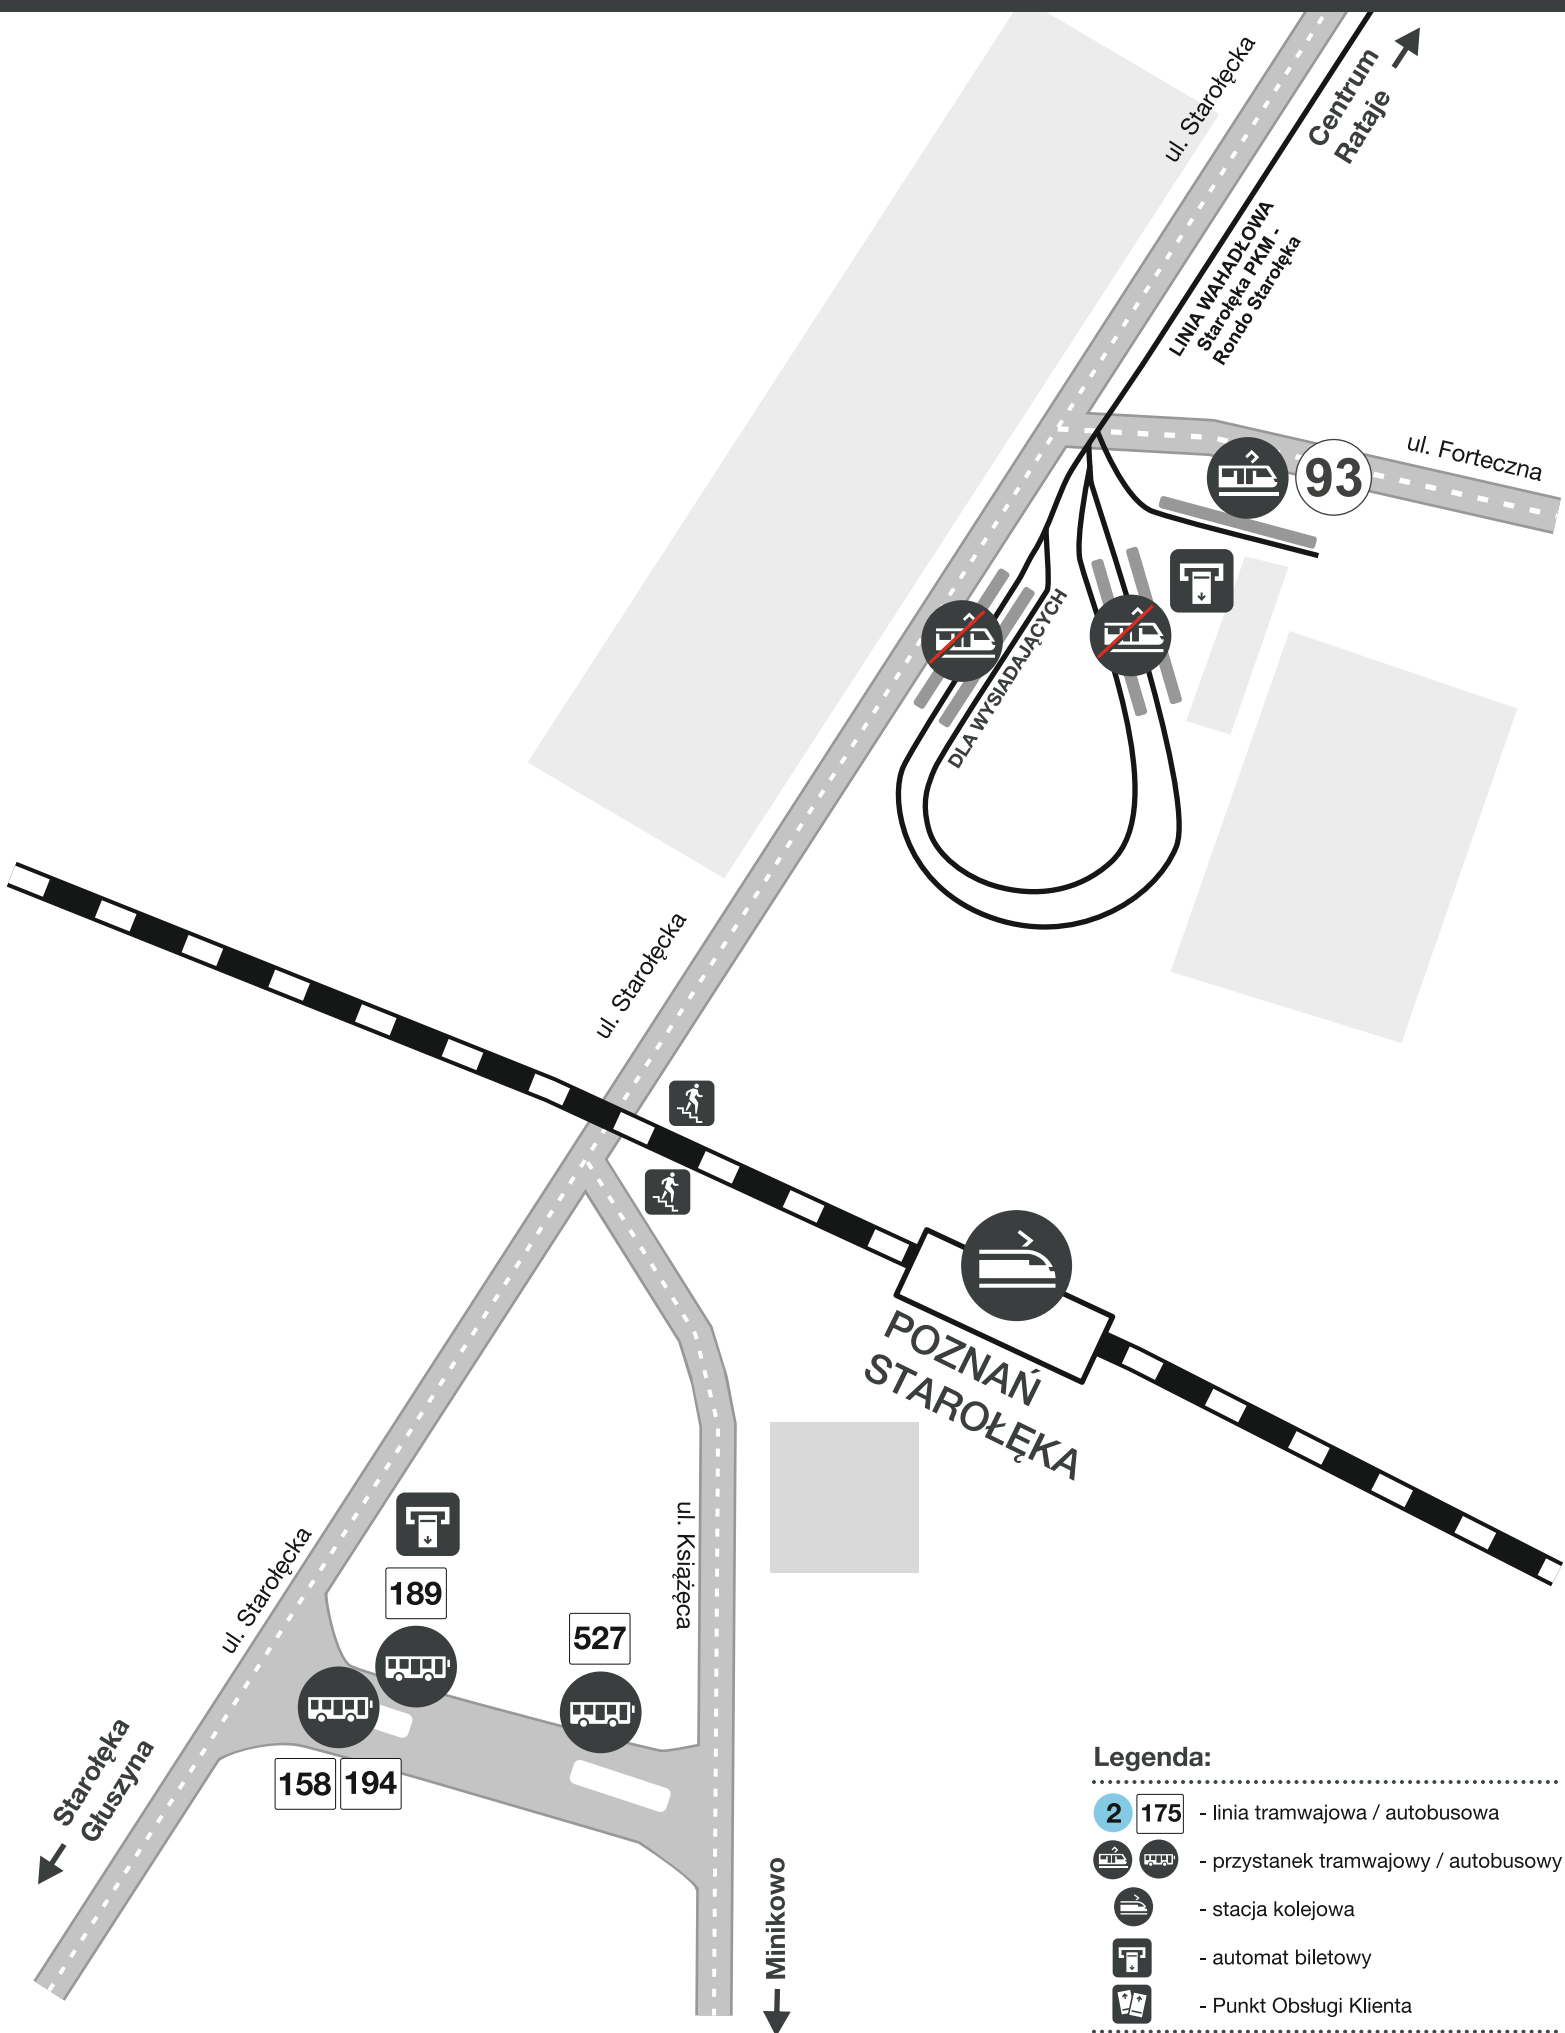 ul. Starołęcka
Centrum
Rataje
LINIA WAHADŁOWA
Starołęka PKM -
Rondo Starołęka
ul. Forteczna
93
DLA WYSIADAJĄCYCH
ul. Starołęcka
POZNAŃ
STAROŁĘKA
ul. Starołęcka
ul. Książęca
189
527
158
194
Starołęka
Głuszyna
Minikowo
Legenda:
2 175 - linia tramwajowa / autobusowa
- przystanek tramwajowy / autobusowy
- stacja kolejowa
- automat biletowy
- Punkt Obsługi Klienta